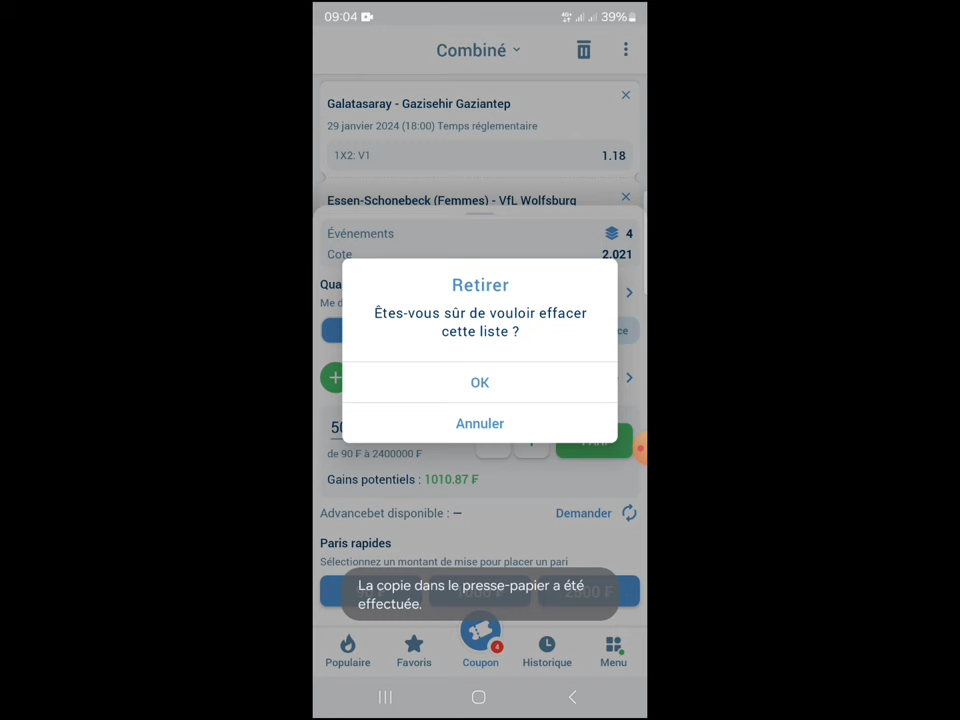 09:04
39%
Combiné
Galatasaray - Gazisehir Gaziantep
29 janvier 2024 (18:00) Temps réglementaire
1X2: V1
1.18
Essen-Schonebeck (Femmes) - VfL Wolfsburg
Événements
4
Cote
2.021
Retirer
Êtes-vous sûr de vouloir effacer
cette liste ?
OK
Annuler
de 90 ₣ à 2400000 ₣
Gains potentiels : 1010.87 ₣
Advancebet disponible : —
Demander
Paris rapides
Sélectionnez un montant de mise pour placer un pari
La copie dans le presse-papier a été
effectuée.
4
Populaire
Favoris
Coupon
Historique
Menu